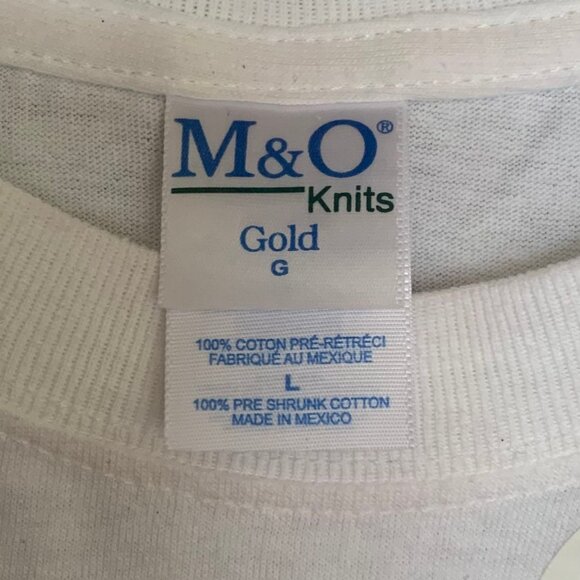 M&O®
Knits
Gold
G
100% COTON PRÉ-RÉTRÉCI
FABRIQUÉ AU MEXIQUE
L
100% PRE SHRUNK COTTON
MADE IN MEXICO